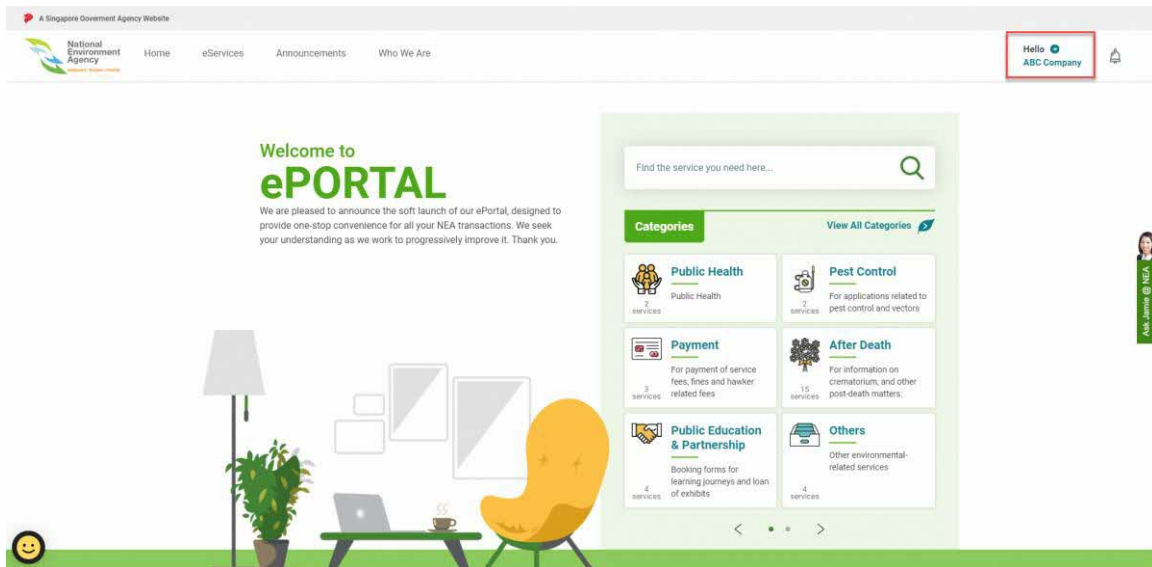 A Singapore Goverment Agency Website
National
Environment
Agency
Home
eServices
Announcements
Who We Are
Hello
ABC Company
Welcome to
ePORTAL
We are pleased to announce the soft launch of our ePortal, designed to
provide one-stop convenience for all your NEA transactions. We seek
your understanding as we work to progressively improve it. Thank you.
Find the service you need here...
Categories
View All Categories
Public Health
Public Health
2
services
Pest Control
For applications related to
pest control and vectors
2
services
Payment
For payment of service
fees, fines and hawker
related fees
3
services
After Death
For information on
crematorium, and other
post-death matters.
15
services
Public Education
& Partnership
Booking forms for
learning journeys and loan
of exhibits
4
services
Others
Other environmental-
related services
4
services
Ask Jamie @ NEA